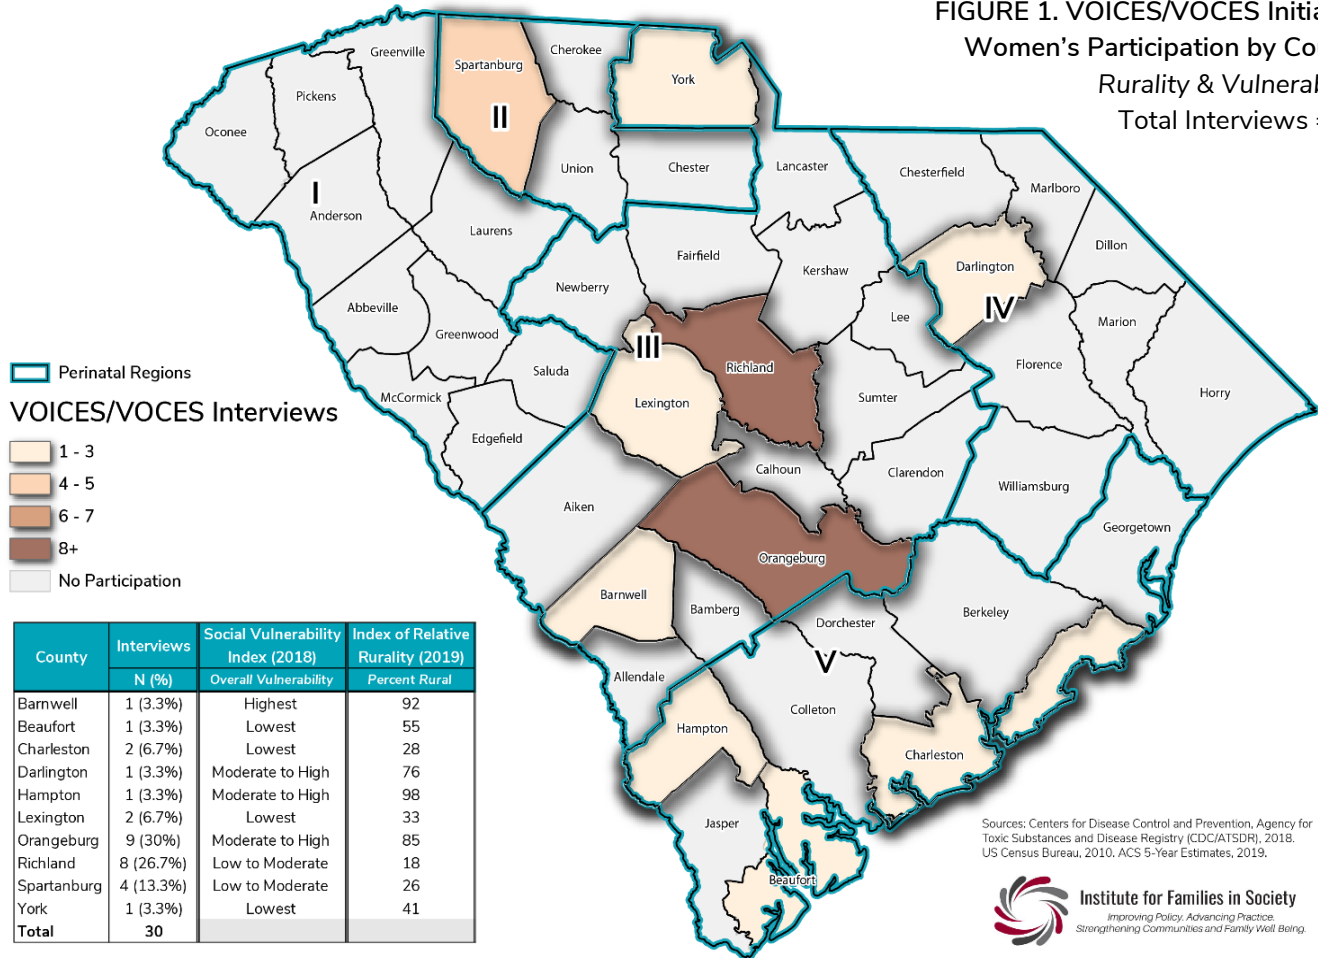 FIGURE 1. VOICES/VOCES
Women's Participation by
Rurality &
Total Interviews
Greenville
Spartanburg
Cherokee
York
Pickens
Oconee
II
Union
Chester
Lancaster
Chesterfield
Marlboro
I
Anderson
Laurens
Fairfield
Kershaw
Darlington
Dillon
Newberry
Abbeville
Greenwood
Lee
IV
Marion
III
Richland
Florence
Saluda
McCormick
Lexington
Sumter
Horry
Edgefield
Calhoun
Clarendon
Williamsburg
Aiken
Georgetown
Orangeburg
Barnwell
Bamberg
Dorchester
Berkeley
Allendale
V
Colleton
Hampton
Charleston
Jasper
Beaufort
Perinatal Regions
VOICES/VOCES Interviews
1 - 3
4 - 5
6 - 7
8+
No Participation
County Interviews Social Vulnerability Index (2018) Index of Relative Rurality (2019)
N (%) Overall Vulnerability Percent Rural
Barnwell 1 (3.3%) Highest 92
Beaufort 1 (3.3%) Lowest 55
Charleston 2 (6.7%) Lowest 28
Darlington 1 (3.3%) Moderate to High 76
Hampton 1 (3.3%) Moderate to High 98
Lexington 2 (6.7%) Lowest 33
Orangeburg 9 (30%) Moderate to High 85
Richland 8 (26.7%) Low to Moderate 18
Spartanburg 4 (13.3%) Low to Moderate 26
York 1 (3.3%) Lowest 41
Total 30
Sources: Centers for Disease Control and Prevention, Agency for
Toxic Substances and Disease Registry (CDC/ATSDR), 2018.
US Census Bureau, 2010. ACS 5-Year Estimates, 2019.
Institute for Families in Society
Improving Policy. Advancing Practice.
Strengthening Communities and Family Well Being.